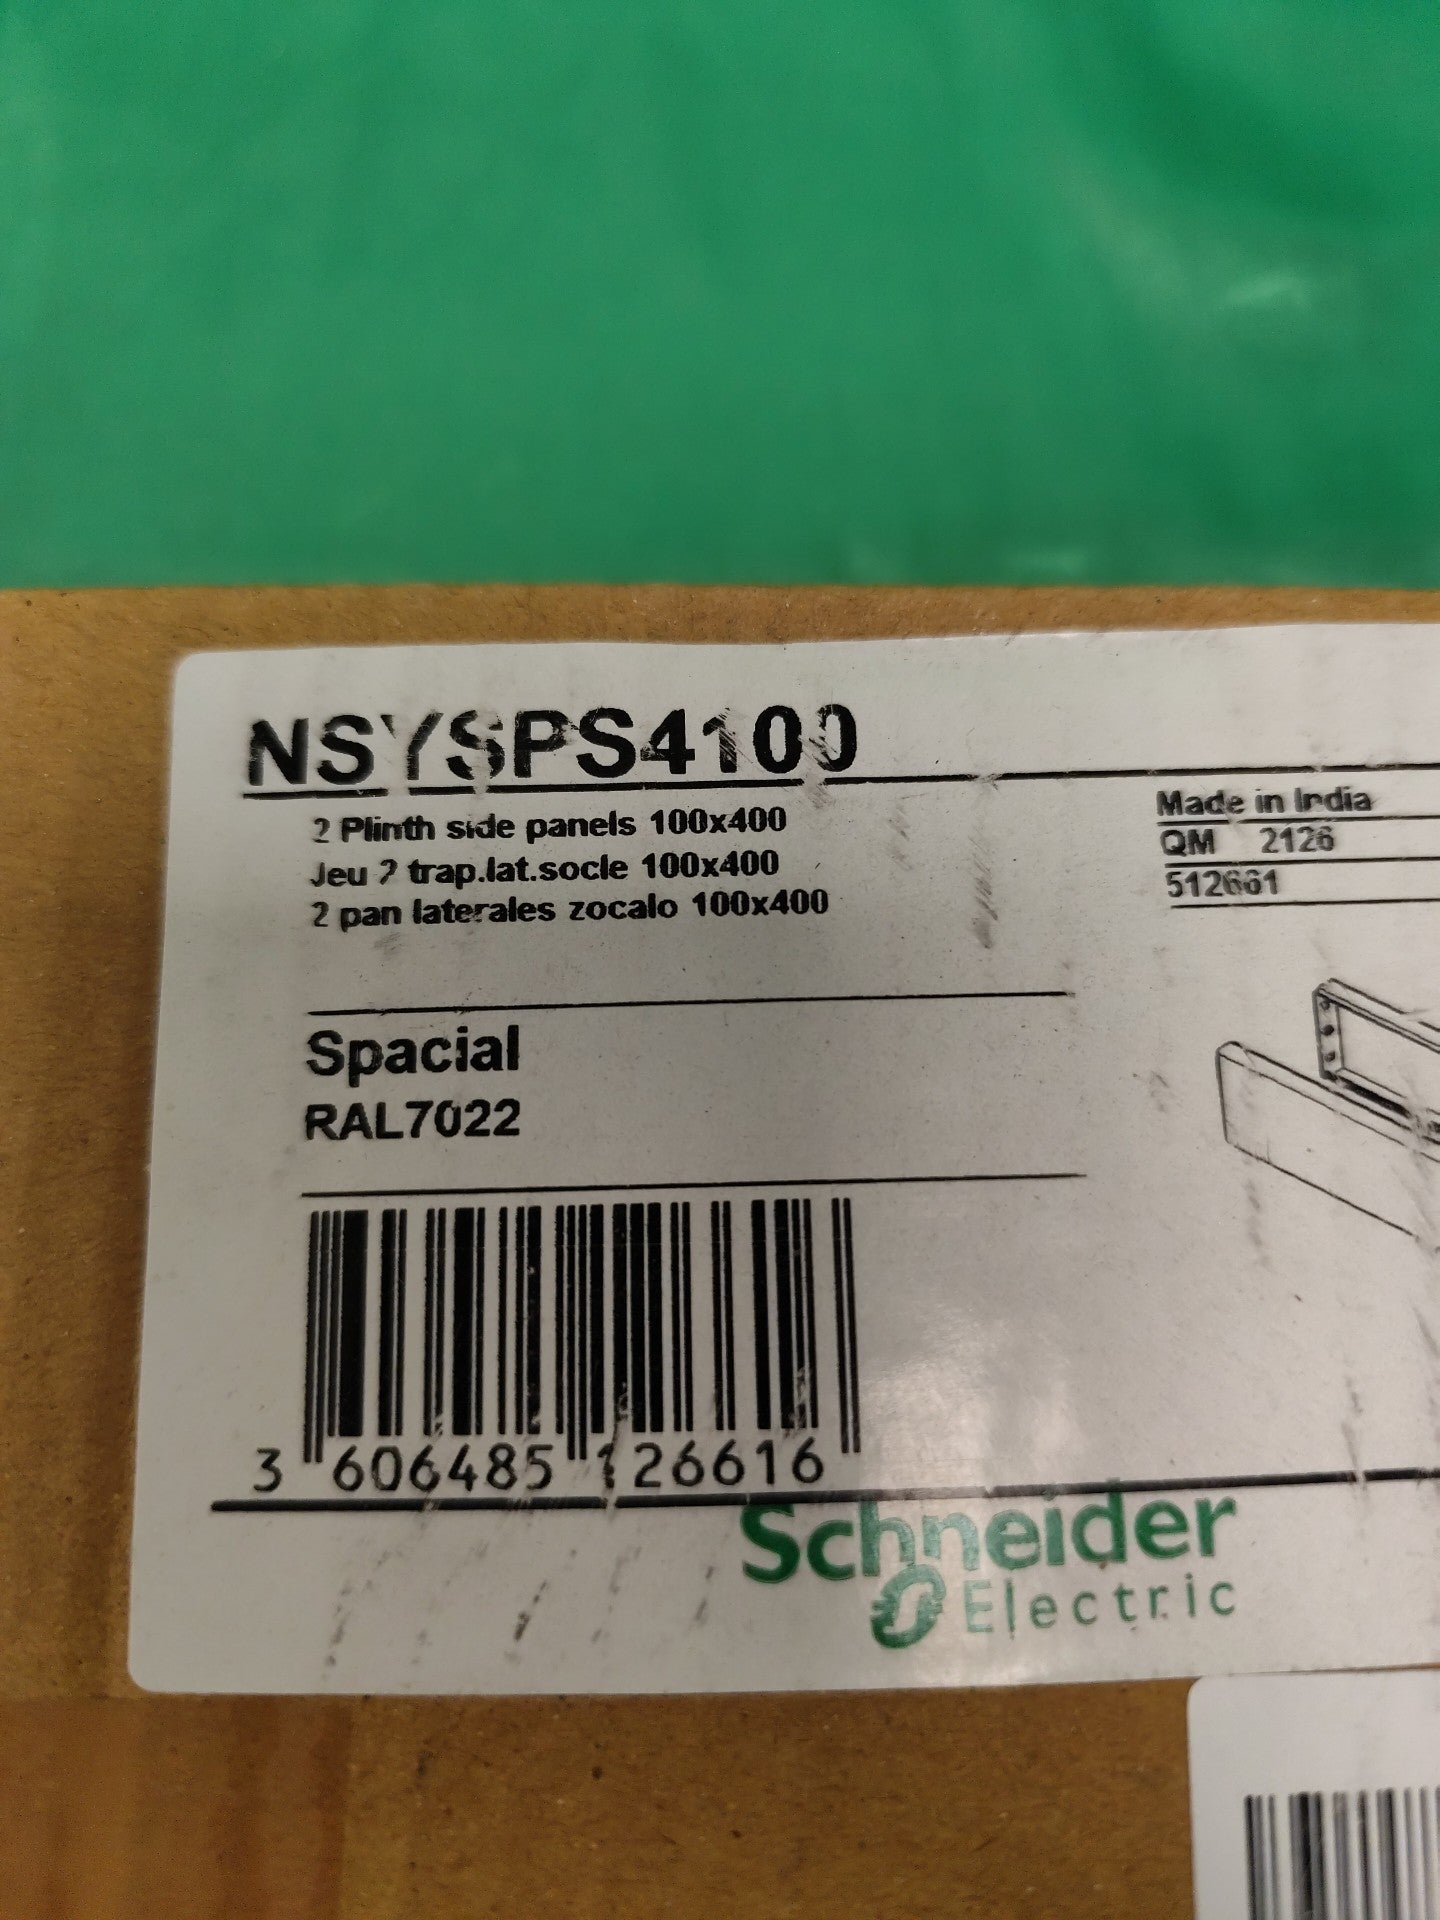 NSYSPS4100
2 Plinth side panels 100x400
Jeu 2 trap.lat.socle 100x400
2 pan laterales zocalo 100x400
Made in India
QM 2126
512661
Spacial
RAL7022
3 606485 126616
Schneider
Electric